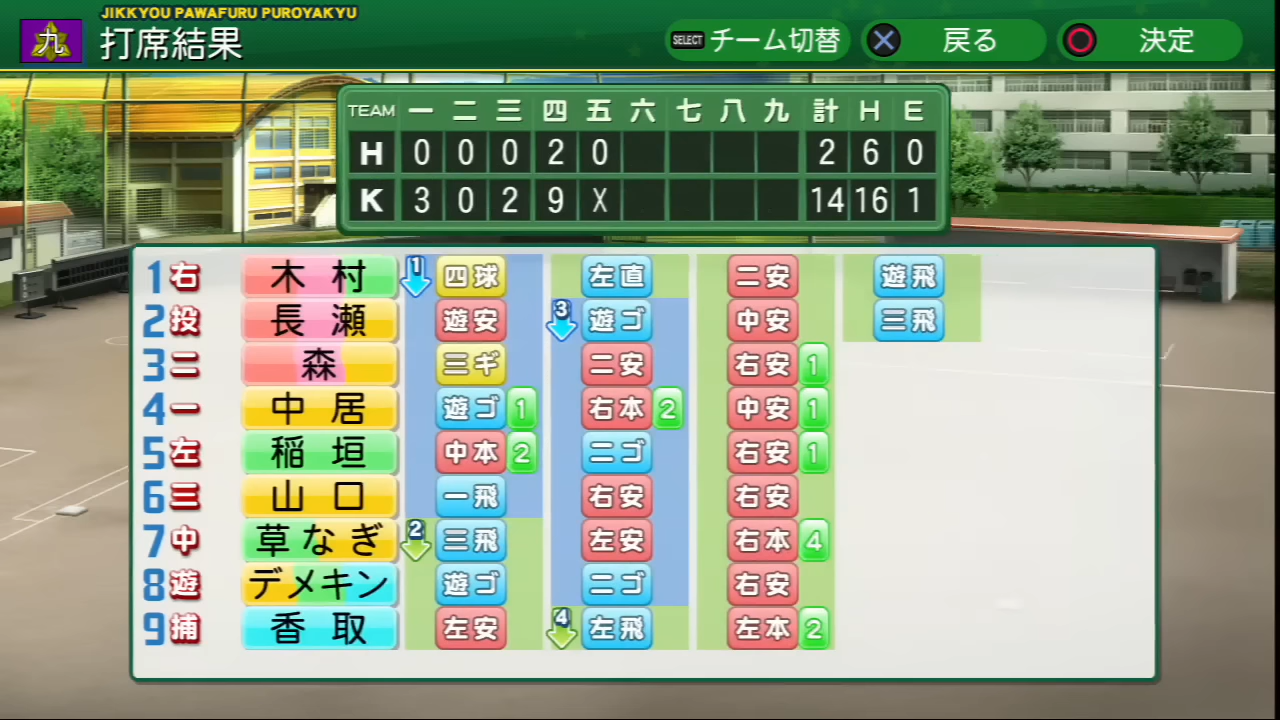 JIKKYOU PAWAFURU PUROYAKYU
九 打席結果 SELECT チーム切替 戻る 決定
TEAM 一 二 三 四 五 六 七 八 九 計 H E
H 0 0 0 2 0 2 6 0
K 3 0 2 9 X 14 16 1
1 右 木村 1 四球 左直 二安 遊飛
2 投 長瀬 遊安 3 遊ゴ 中安 三飛
3 二 森 三ギ 二安 右安 1
4 一 中居 遊ゴ 1 右本 2 中安 1
5 左 稲垣 中本 2 二ゴ 右安 1
6 三 山口 一飛 右安 右安
7 中 草なぎ 2 三飛 左安 右本 4
8 遊 デメキン 遊ゴ 二ゴ 右安
9 捕 香取 左安 4 左飛 左本 2